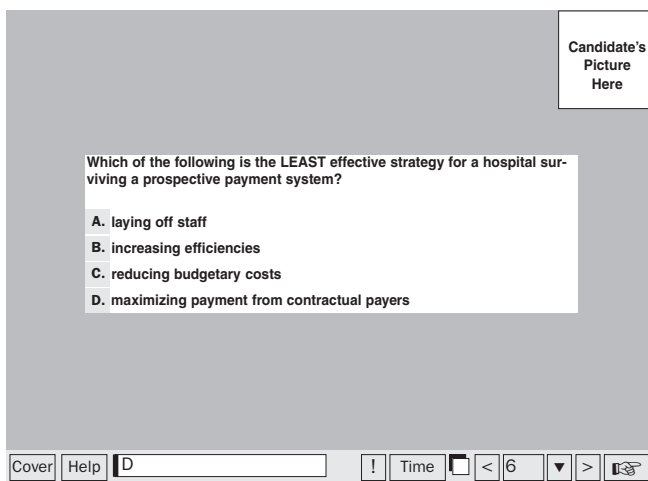 Candidate's
Picture
Here
Which of the following is the LEAST effective strategy for a hospital sur-
viving a prospective payment system?
A. laying off staff
B. increasing efficiencies
C. reducing budgetary costs
D. maximizing payment from contractual payers
Cover Help D ! Time < 6 ▼ > ☞